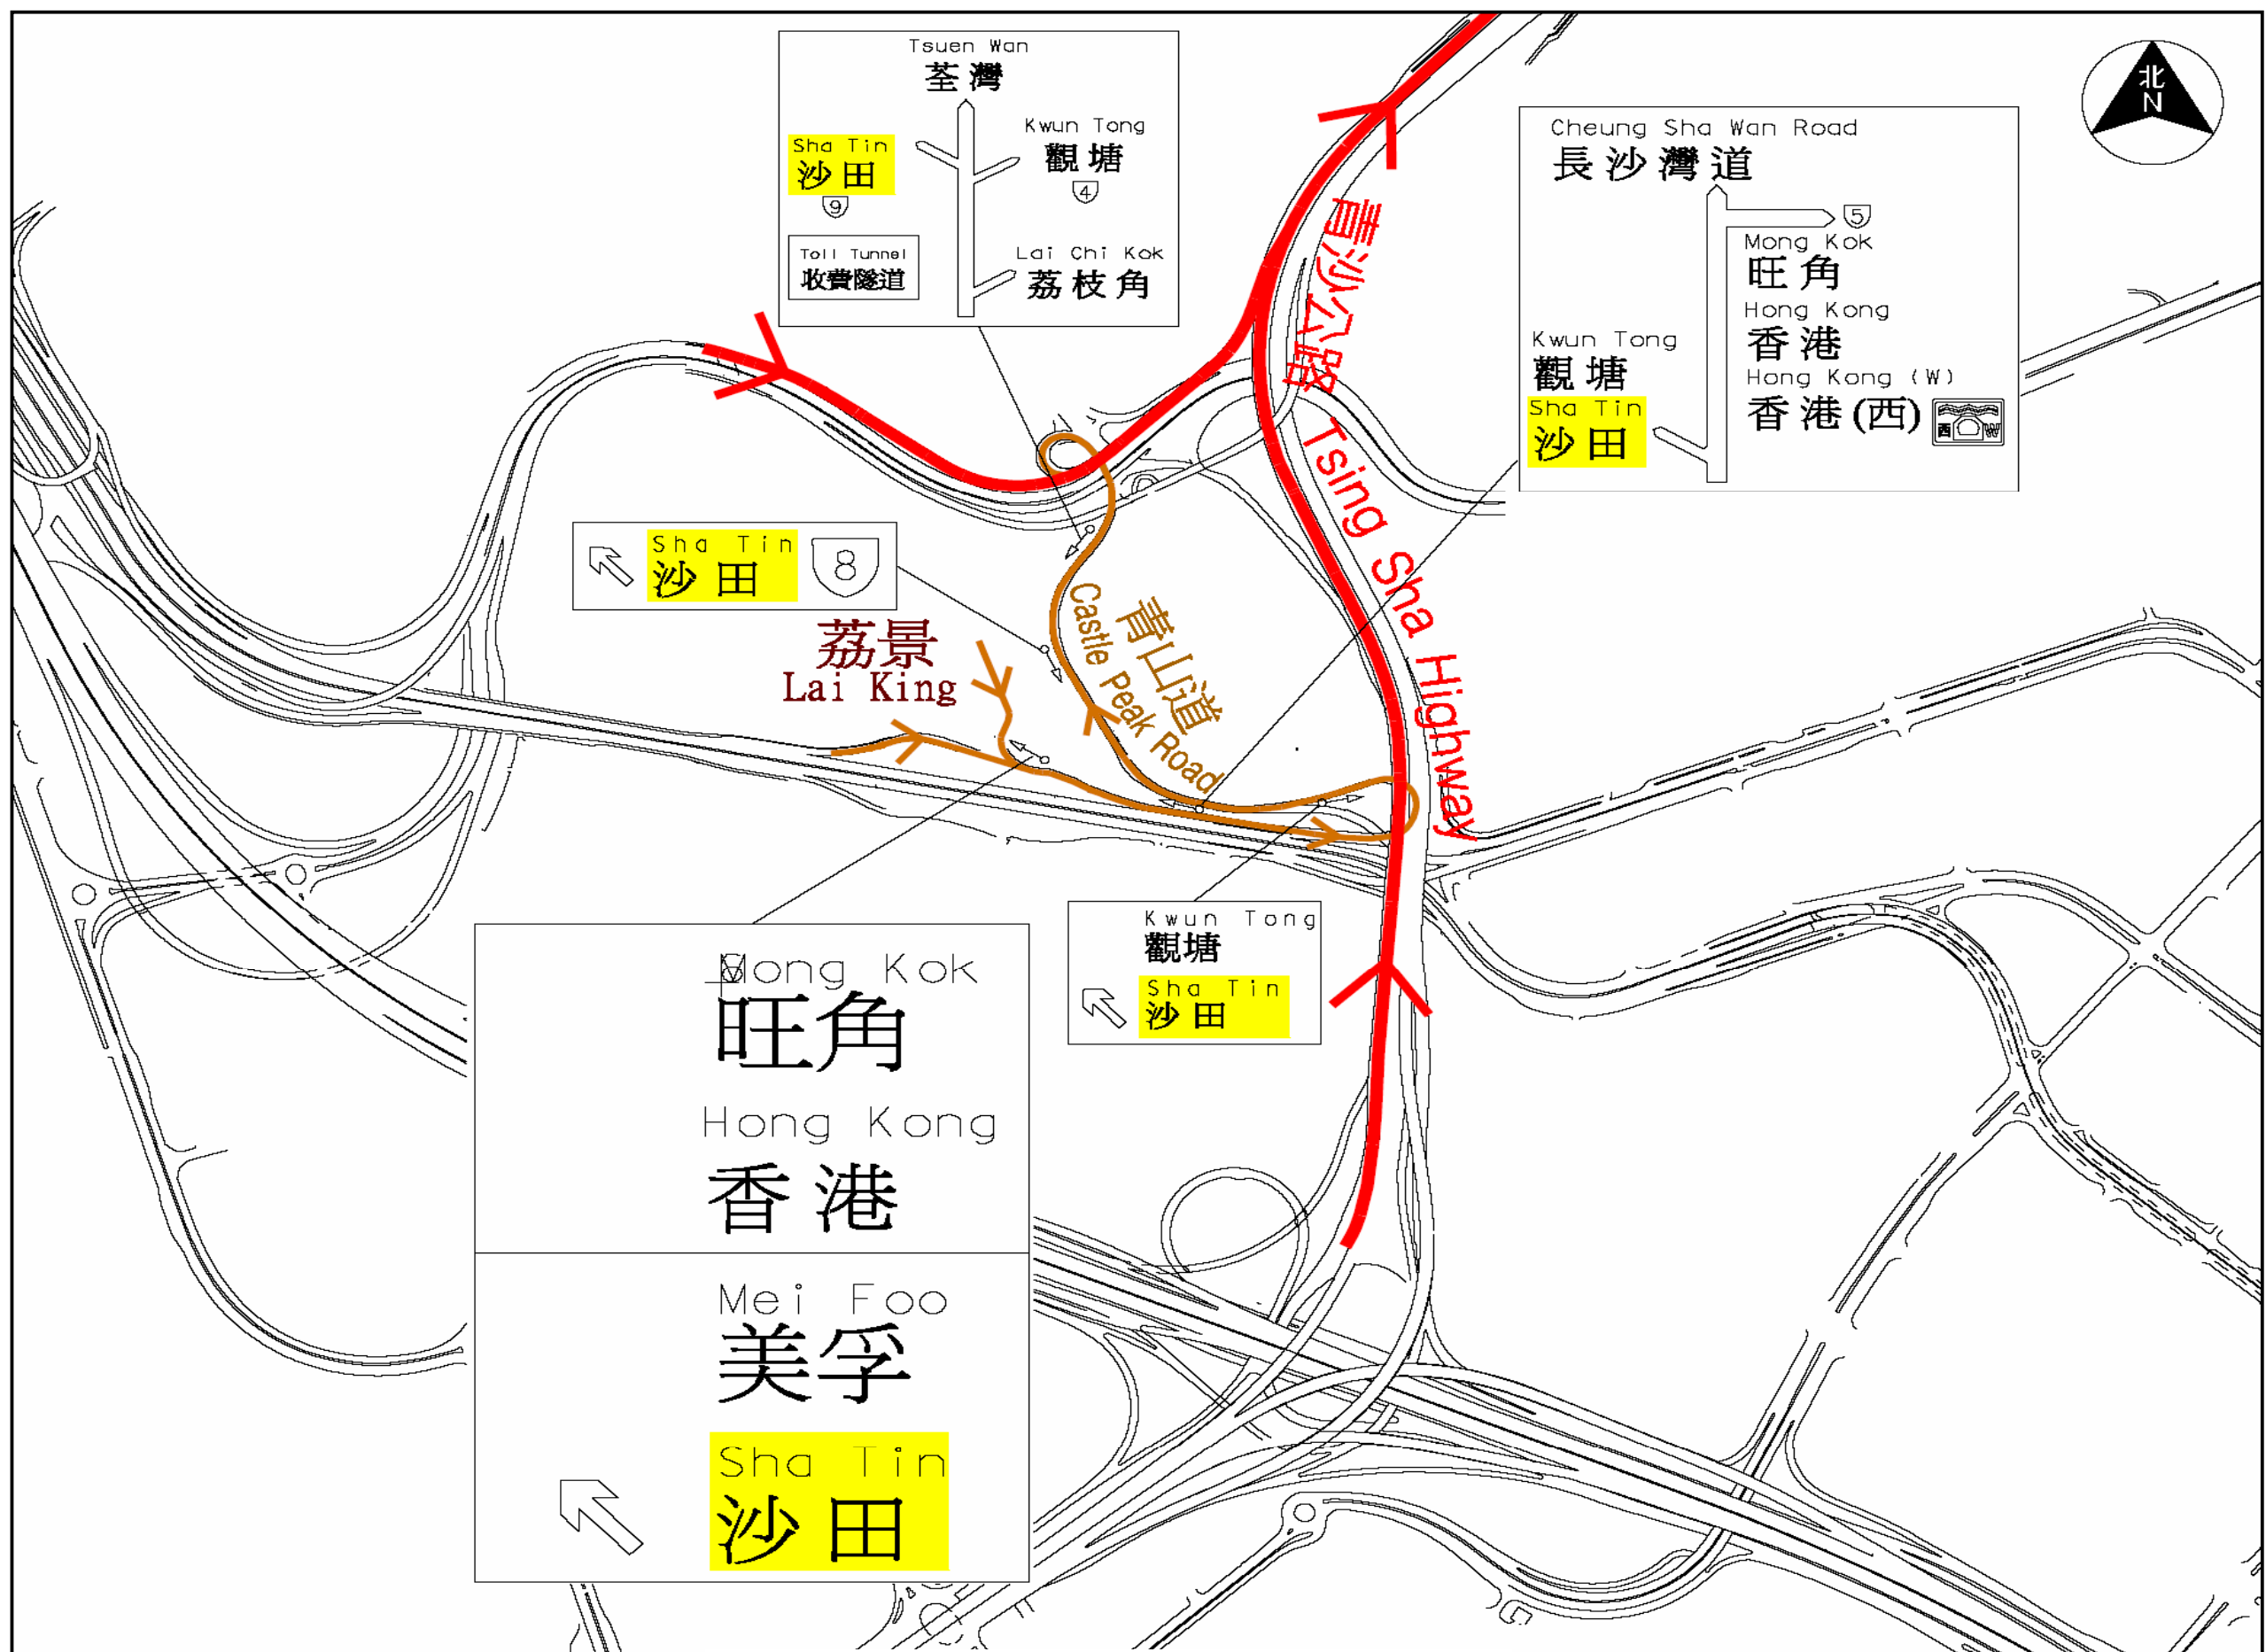 Tsuen Wan
荃灣
Sha Tin
沙田
9
Toll Tunnel
收費隧道
Kwun Tong
觀塘
4
Lai Chi Kok
荔枝角
北
N
Cheung Sha Wan Road
長沙灣道
5
Mong Kok
旺角
Hong Kong
香港
Hong Kong (W)
香港(西)
西 W
Kwun Tong
觀塘
Sha Tin
沙田
青沙公路
Tsing Sha Highway
Sha Tin
沙田
8
荔景
Lai King
青山道
Castle Peak Road
Kwun Tong
觀塘
Sha Tin
沙田
Mong Kok
旺角
Hong Kong
香港
Mei Foo
美孚
Sha Tin
沙田